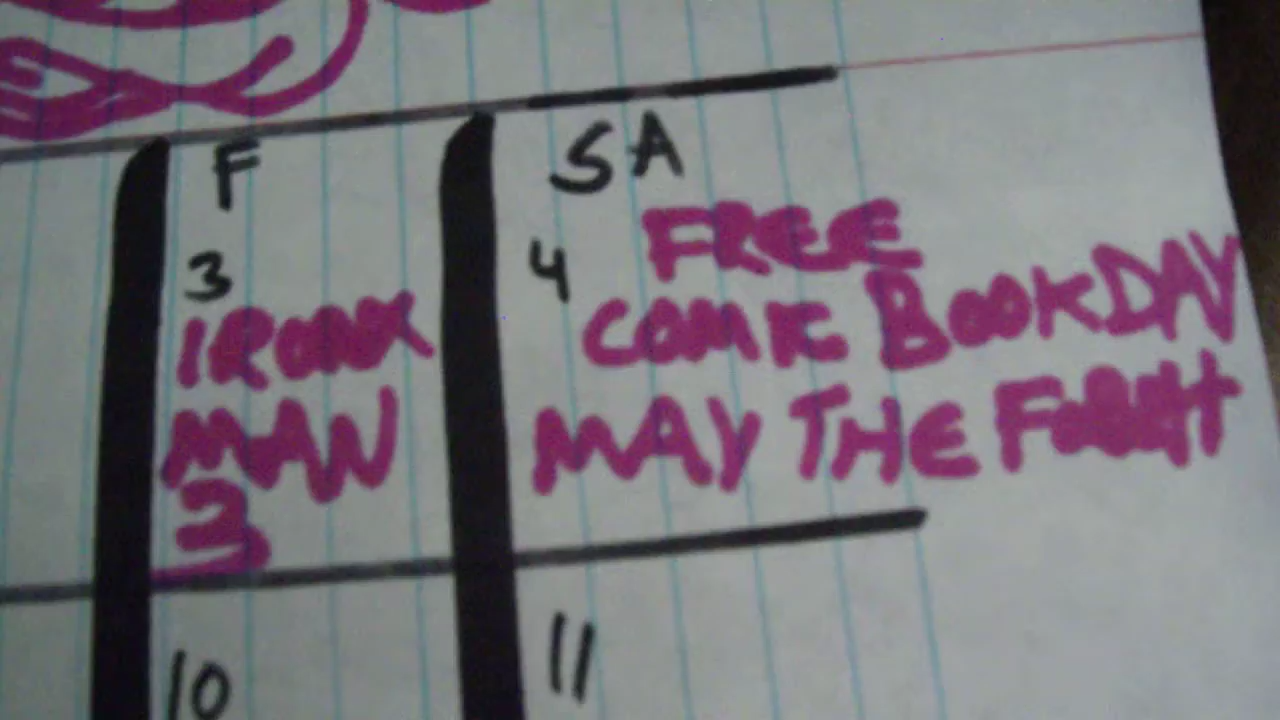 F
SA
3
IRON
MAN
3
4
FREE
COMIC BOOK DAY
MAY THE FORTH
10
11